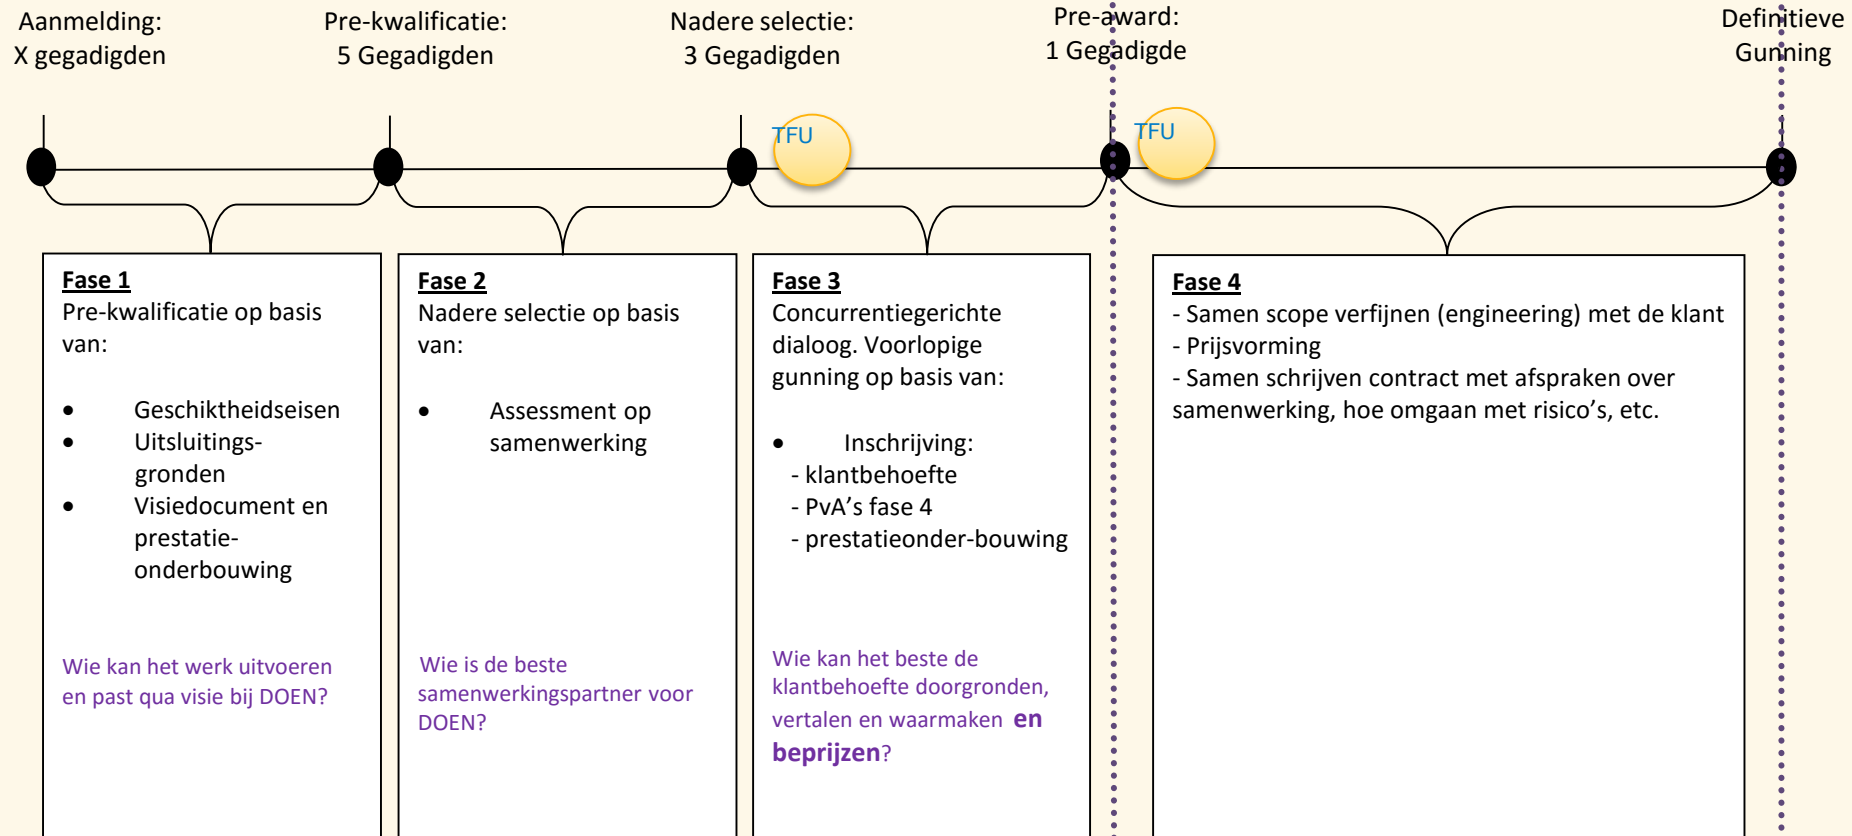 Aanmelding:
X gegadigden
Pre-kwalificatie:
5 Gegadigden
Nadere selectie:
3 Gegadigden
Pre-award:
1 Gegadigde
Definitieve
Gunning
TFU
TFU
Fase 1
Pre-kwalificatie op basis
van:
• Geschiktheidseisen
• Uitsluitings-
gronden
• Visiedocument en
prestatie-
onderbouwing
Wie kan het werk uitvoeren
en past qua visie bij DOEN?
Fase 2
Nadere selectie op basis
van:
• Assessment op
samenwerking
Wie is de beste
samenwerkingspartner voor
DOEN?
Fase 3
Concurrentiegerichte
dialoog. Voorlopige
gunning op basis van:
• Inschrijving:
- klantbehoefte
- PvA’s fase 4
- prestatieonder-bouwing
Wie kan het beste de
klantbehoefte doorgronden,
vertalen en waarmaken en
beprijzen?
Fase 4
- Samen scope verfijnen (engineering) met de klant
- Prijsvorming
- Samen schrijven contract met afspraken over
samenwerking, hoe omgaan met risico’s, etc.